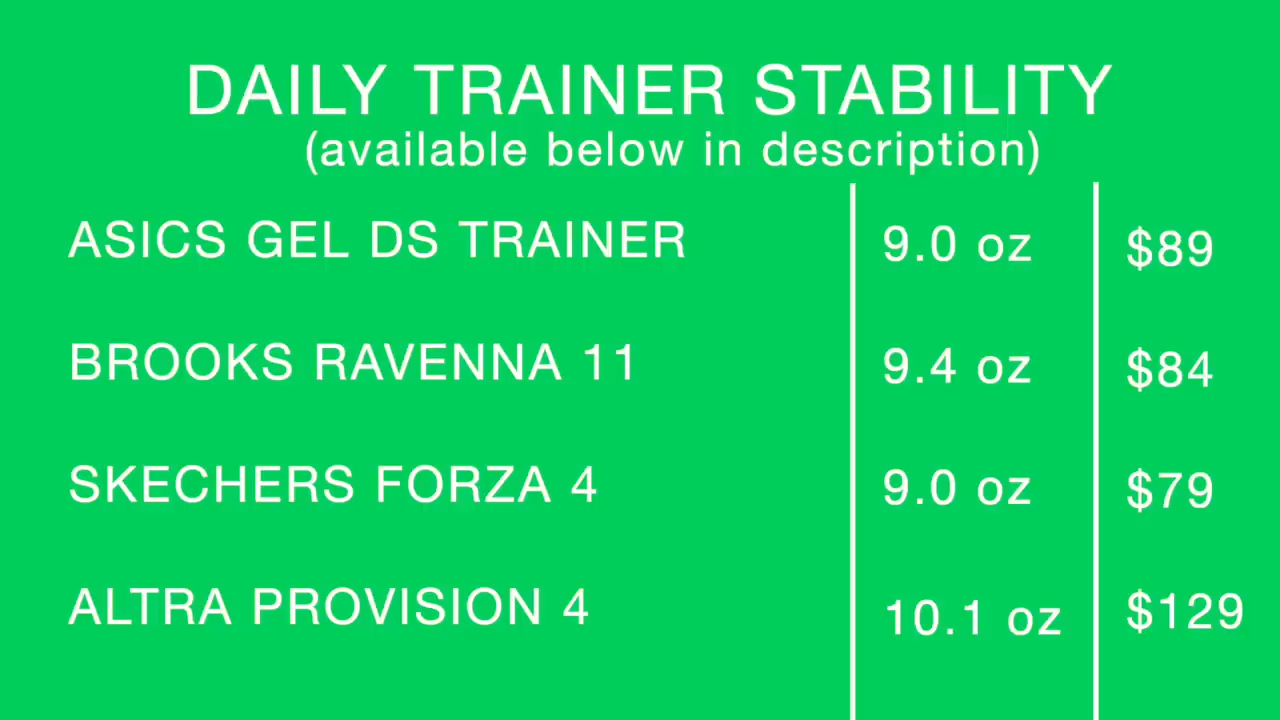 DAILY TRAINER STABILITY
(available below in description)
ASICS GEL DS TRAINER 9.0 oz $89
BROOKS RAVENNA 11 9.4 oz $84
SKECHERS FORZA 4 9.0 oz $79
ALTRA PROVISION 4 10.1 oz $129